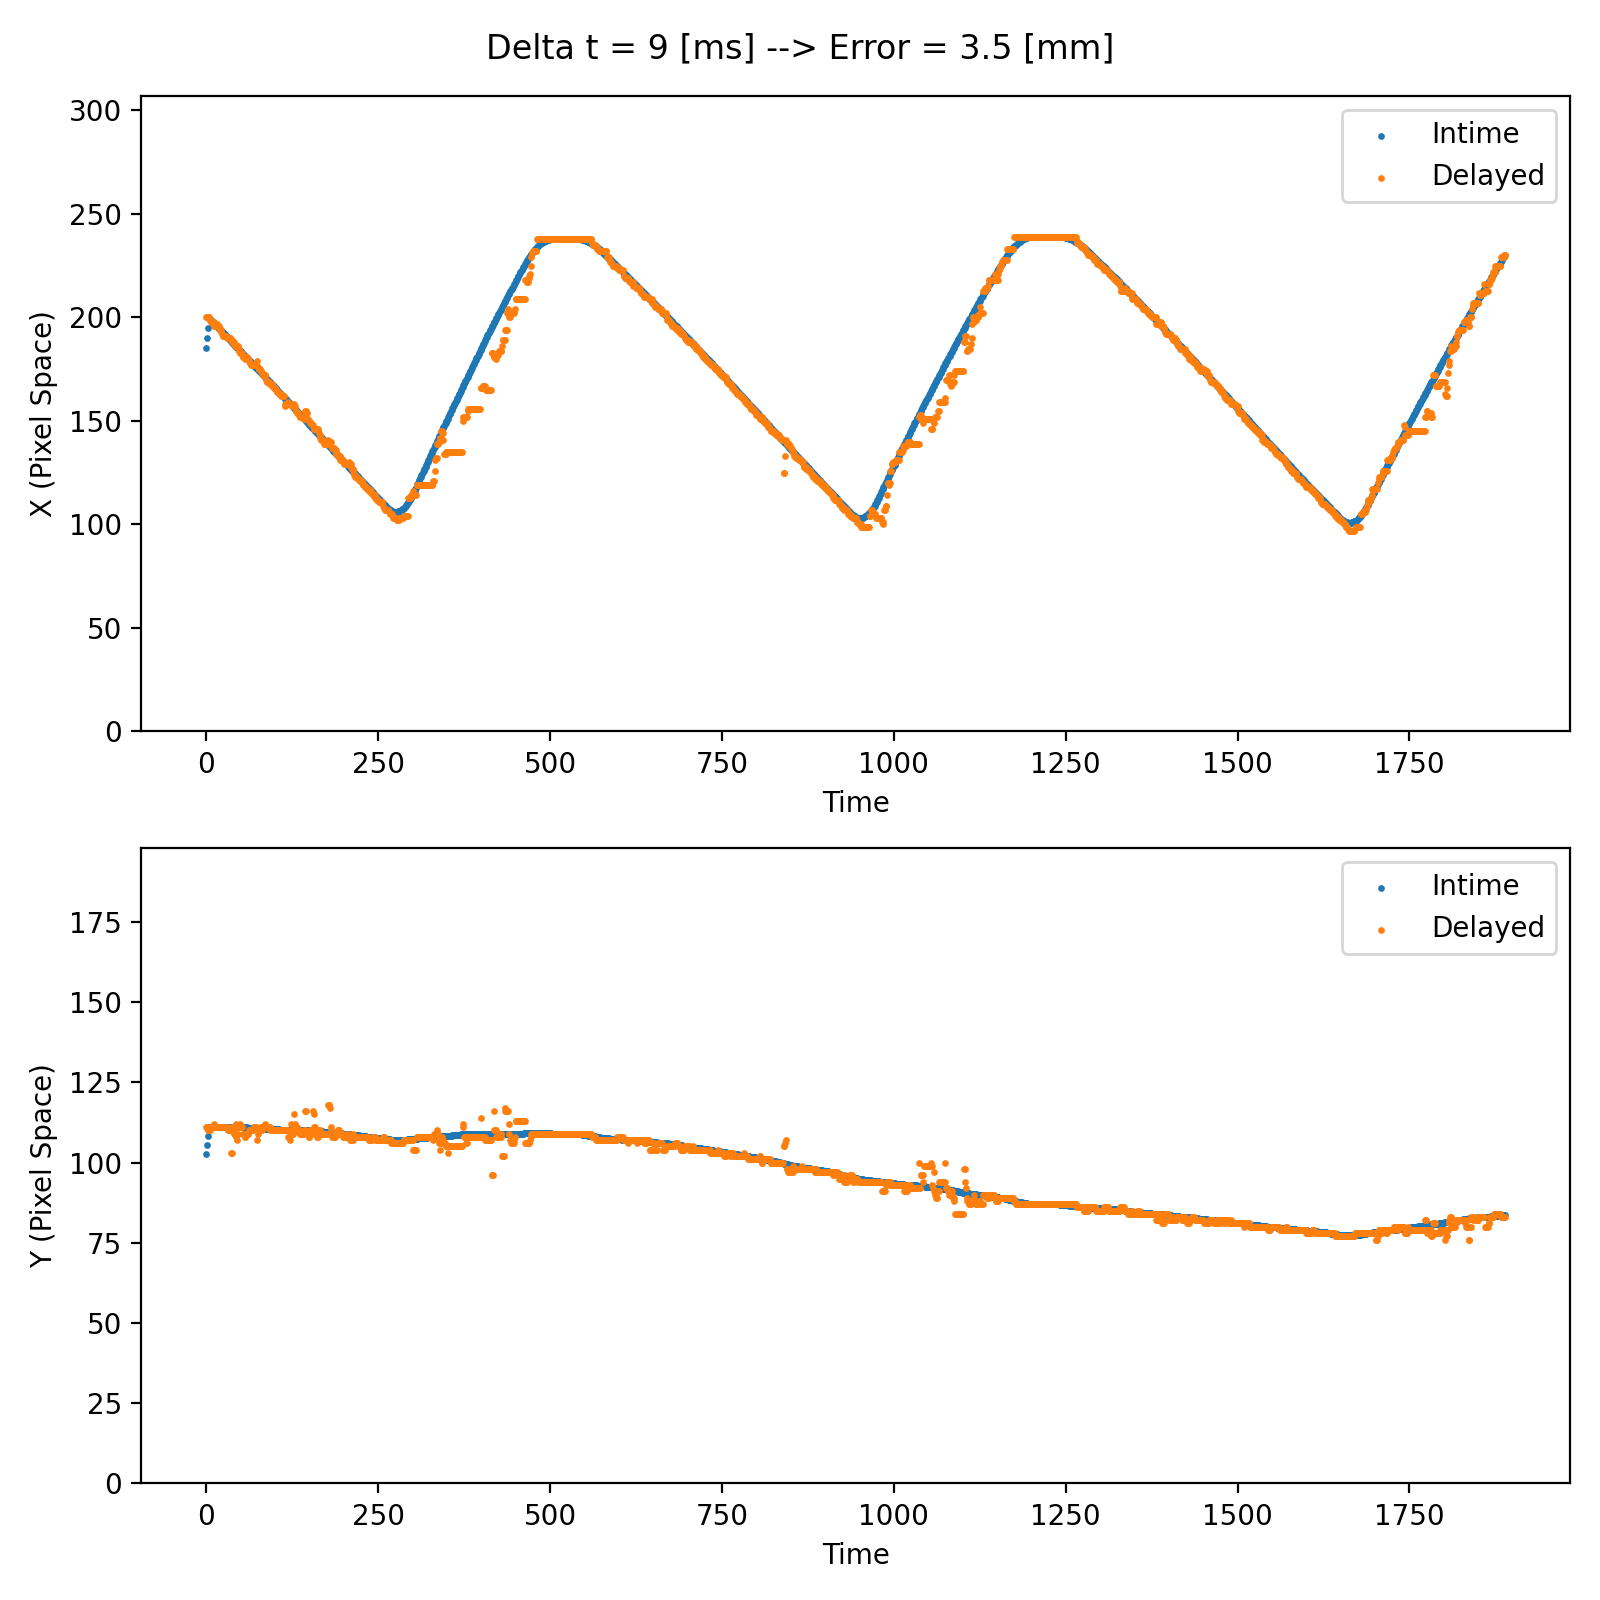 Delta t = 9 [ms] --> Error = 3.5 [mm]
300
250
200
150
100
50
0
X (Pixel Space)
Intime
Delayed
0 250 500 750 1000 1250 1500 1750
Time
175
150
125
100
75
50
25
0
Y (Pixel Space)
Intime
Delayed
0 250 500 750 1000 1250 1500 1750
Time